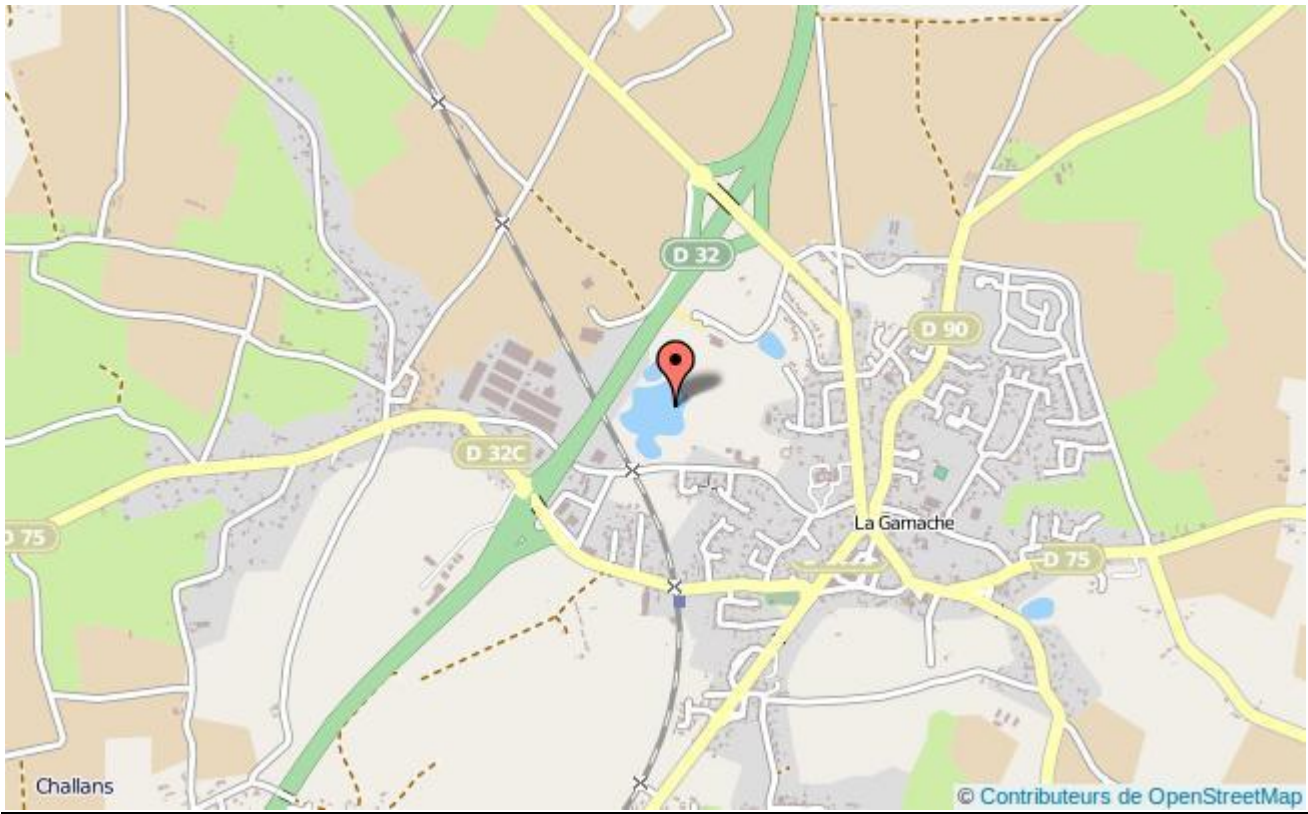 D 32
D 90
D 32C
La Gamache
D 75
D 75
Challans
© Contributeurs de OpenStreetMap